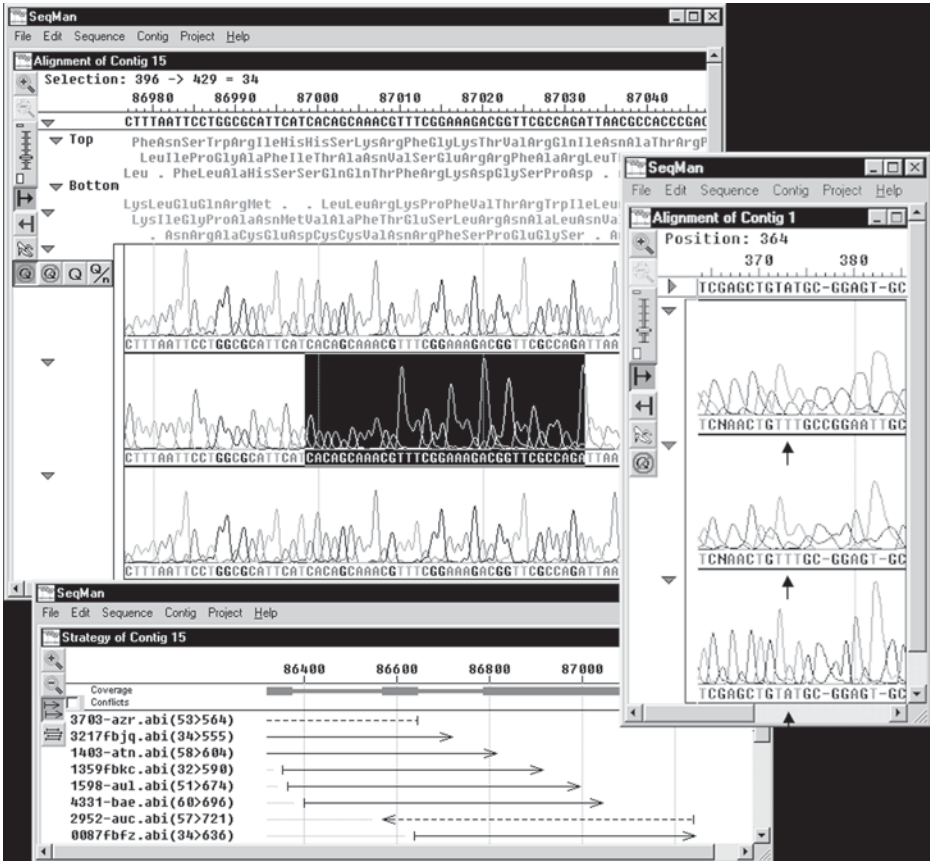 SeqMan
File Edit Sequence Contig Project Help
Alignment of Contig 15
Selection: 396 -> 429 = 34
86980 86990 87000 87010 87020 87030 87040
CTTTAATTCCTGGCGCATTCATCACAGCAAACGTTTCGGAAAGACGGTTCGCCAGATTAACGCCACCCGAC
Top
PheAsnSerTrpArgIleHisHisSerLysArgPheGlyLysThrValArgGlnIleAsnAlaThrArgP
LeuIleProGlyAlaPheIleThrAlaAsnValSerGluArgArgPheAlaArgLeuT
Leu . PheLeuAlaHisSerSerGlnGlnThrPheArgLysAspGlySerProAsp .
Bottom
LysLeuGluGlnArgMet . . LeuLeuArgLysProPheValThrArgTrpIleLeu
LysIleGlyProAlaAsnMetValAlaPheThrGluSerLeuArgAsnAlaLeuAsnVa
. AsnArgAlaCysGluAspCysCysValAsnArgPheSerProGluGlySer . A
Q Q Q Q/n
CTTTAATTCCTGGCGCATTCATCACAGCAAACGTTTCGGAAAGACGGTTCGCCAGATTAA
CTTTAATTCCTGGCGCATTCATCACAGCAAACGTTTCGGAAAGACGGTTCGCCAGATTAA
CTTTAATTCCTGGCGCATTCATCACAGCAAACGTTTCGGAAAGACGGTTCGCCAGATTAA
SeqMan
File Edit Sequence Contig Project Help
Alignment of Contig 1
Position: 364
370 380
TCGAGCTGTATGC-GGAGT-GC
TCNAACTGTTTGCCGGAATTGC
TCNAACTGTTTGC-GGAGT-GC
TCGAGCTGTATGC-GGAGT-GC
Q
SeqMan
File Edit Sequence Contig Project Help
Strategy of Contig 15
86400 86600 86800 87000
Coverage
Conflicts
3703-azr.abi(53>564)
3217fbjq.abi(34>555)
1403-atn.abi(58>604)
1359fbkc.abi(32>590)
1598-aul.abi(51>674)
4331-bae.abi(60>696)
2952-auc.abi(57>721)
0087fbfz.abi(34>636)